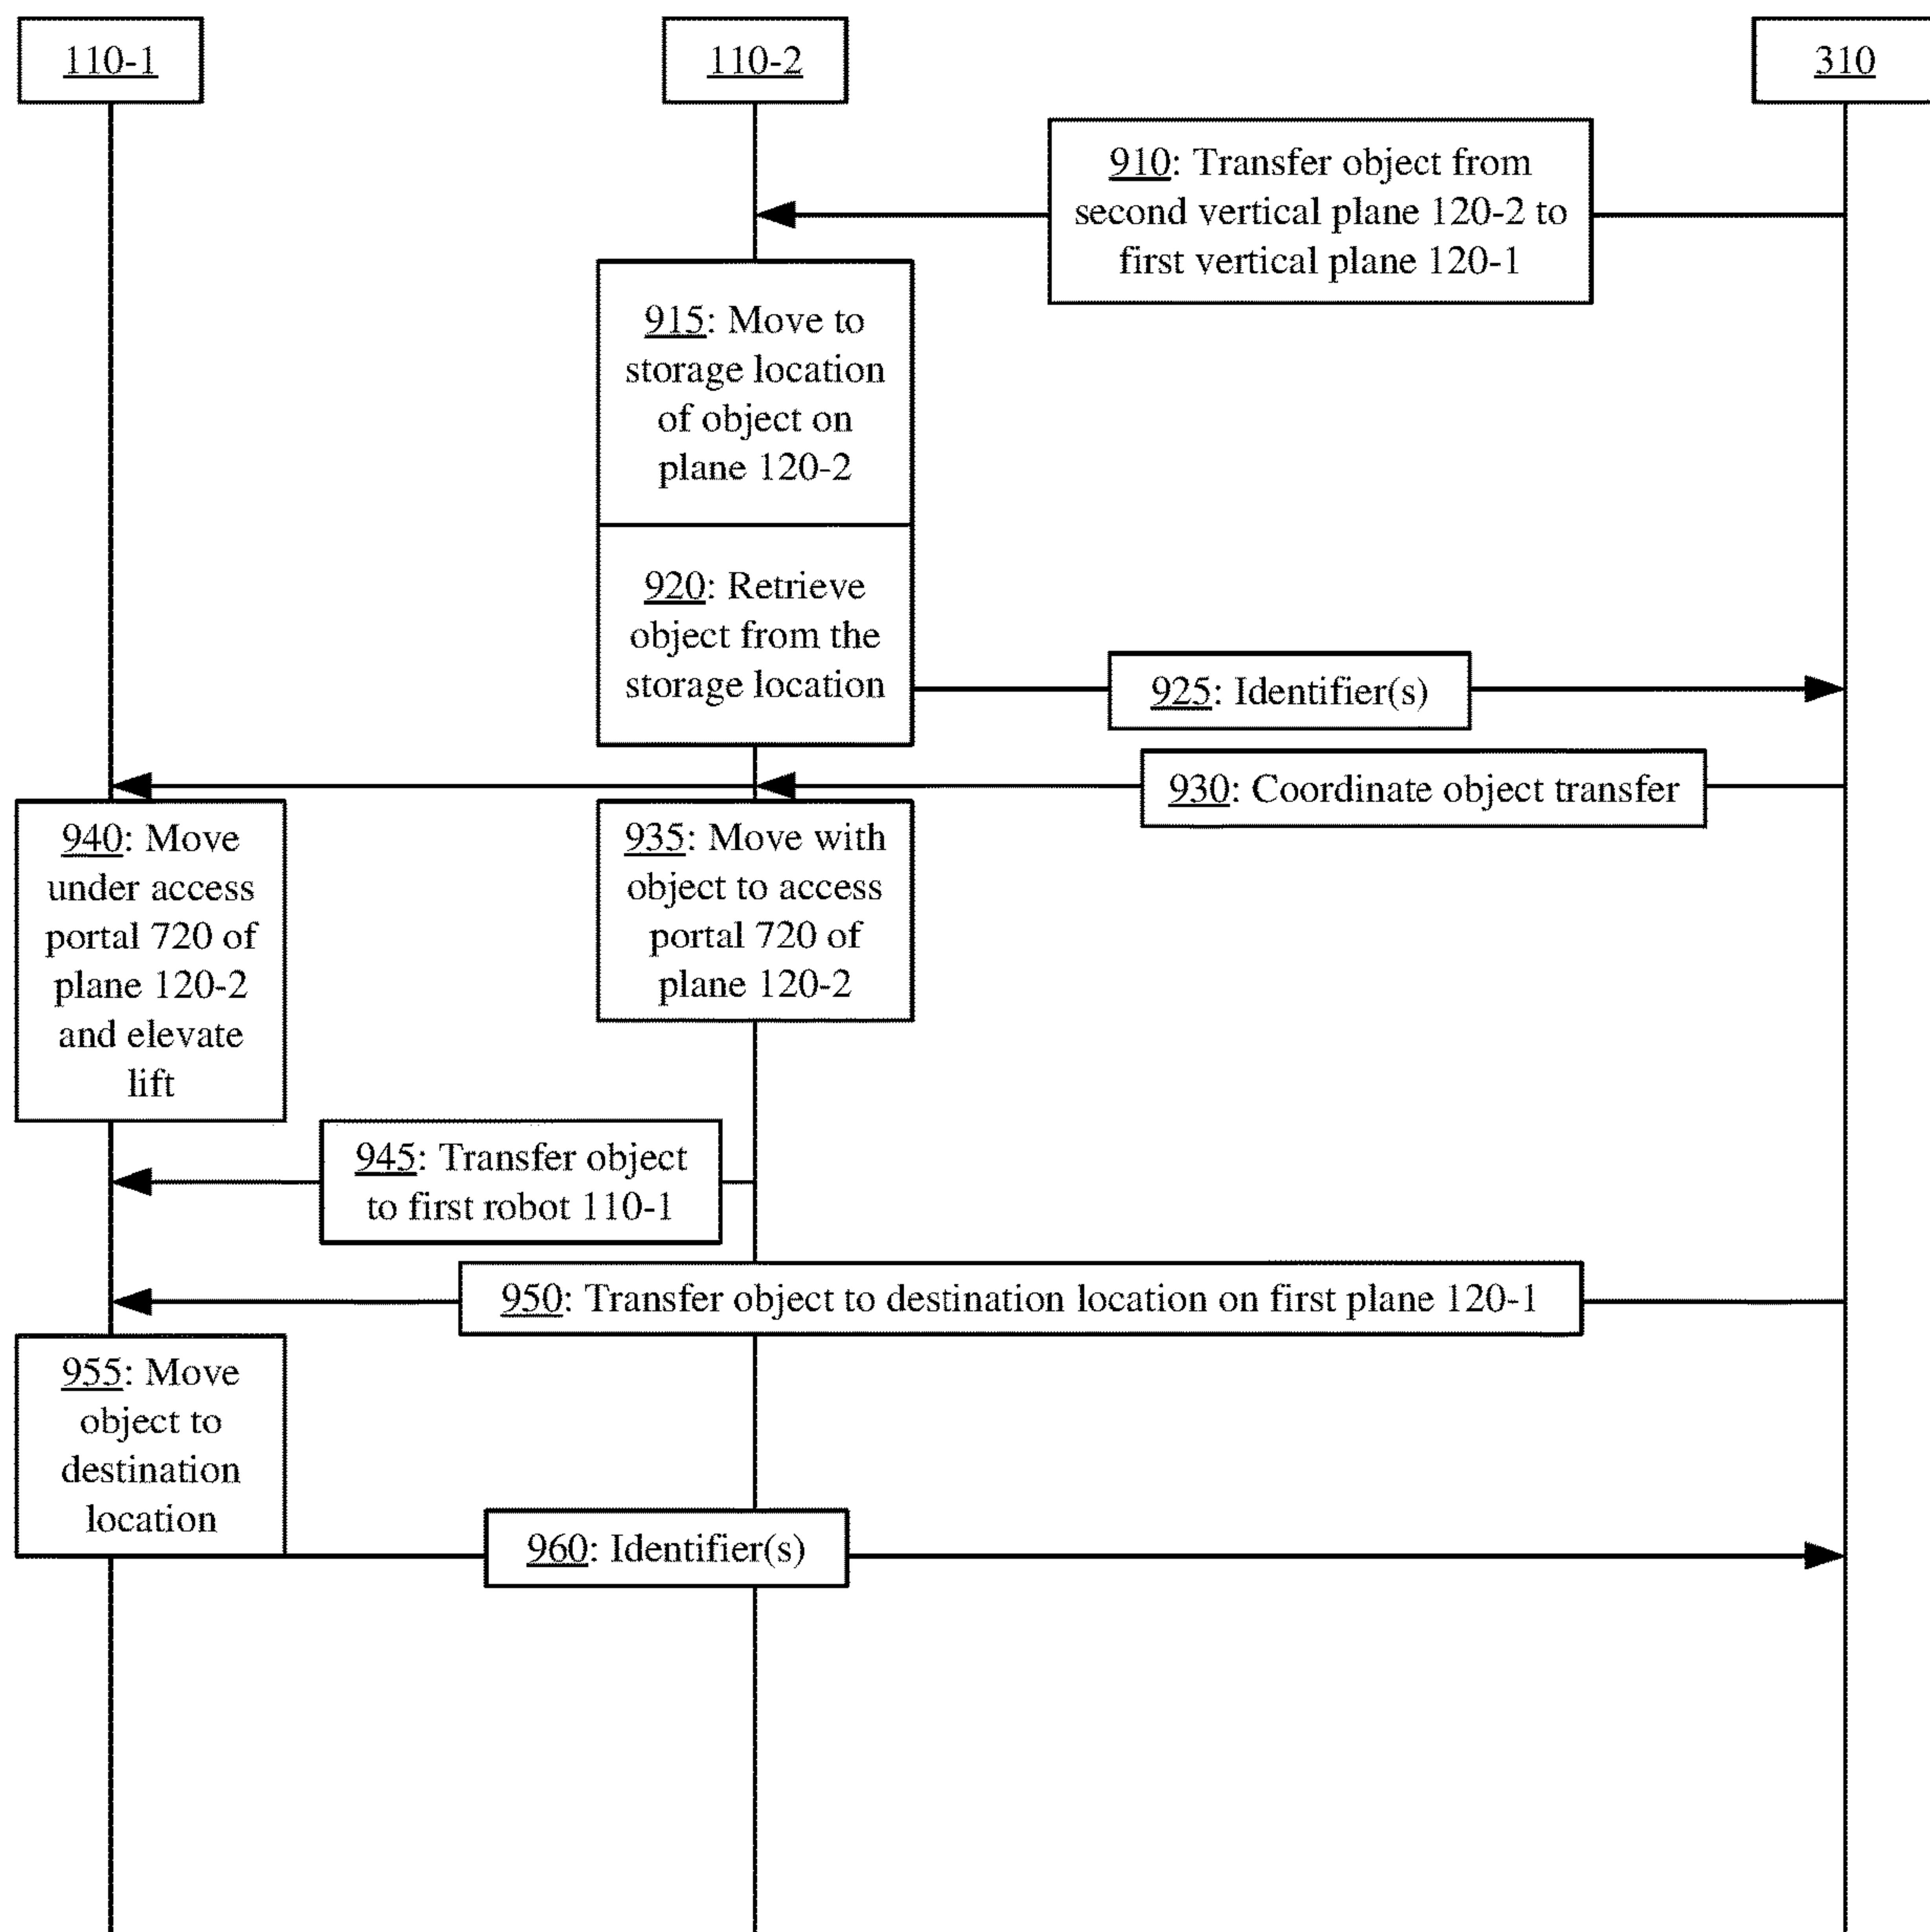 110-1
110-2
310
910: Transfer object from
second vertical plane 120-2 to
first vertical plane 120-1
915: Move to
storage location
of object on
plane 120-2
920: Retrieve
object from the
storage location
925: Identifier(s)
930: Coordinate object transfer
940: Move
under access
portal 720 of
plane 120-2
and elevate
lift
935: Move with
object to access
portal 720 of
plane 120-2
945: Transfer object
to first robot 110-1
950: Transfer object to destination location on first plane 120-1
955: Move
object to
destination
location
960: Identifier(s)